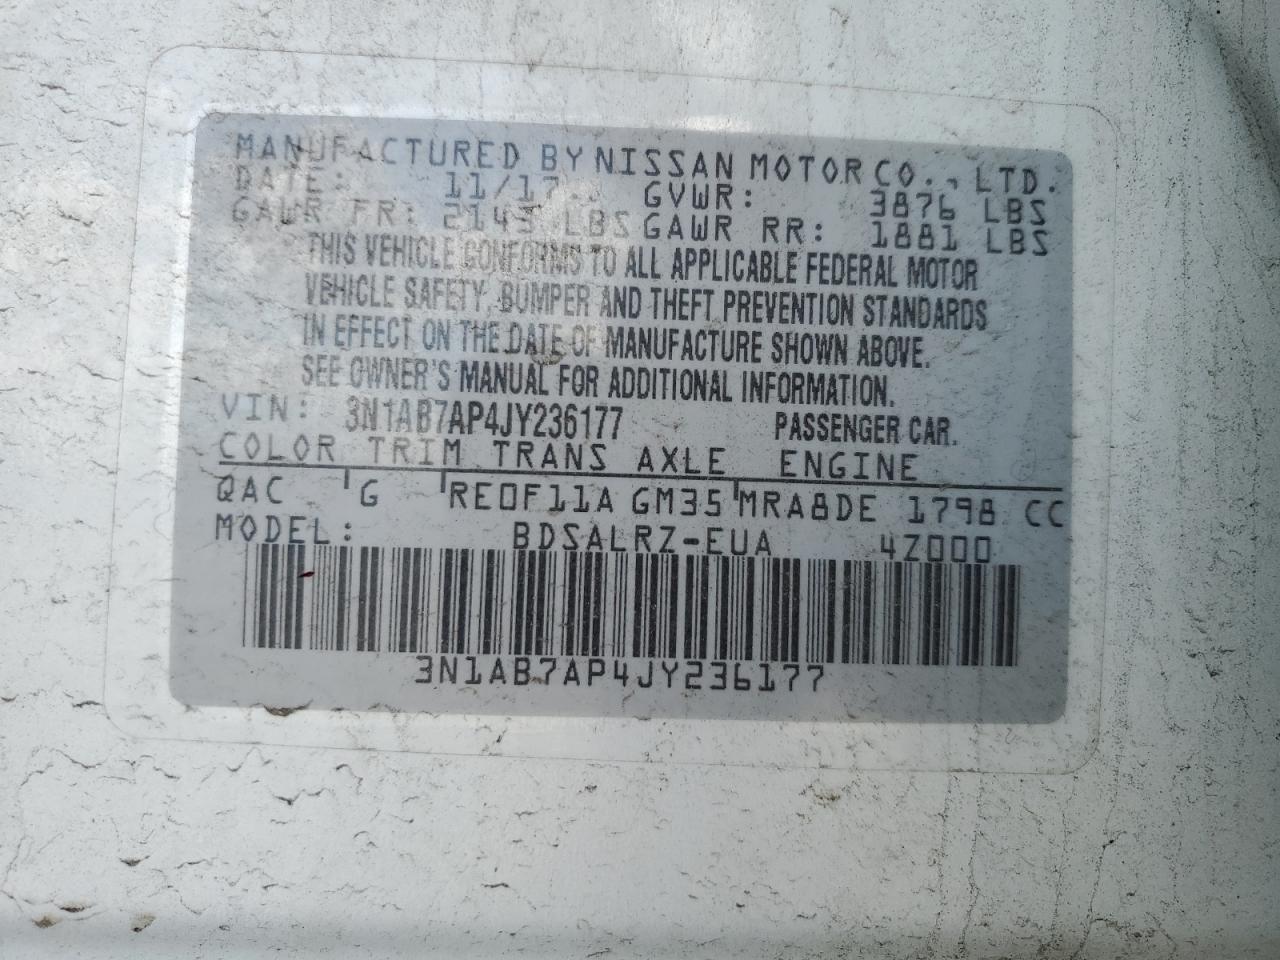 MANUFACTURED BY NISSAN MOTOR CO., LTD.
DATE: 11/17 GVWR: 3876 LBS
GAWR FR: 2143 LBS GAWR RR: 1881 LBS
THIS VEHICLE CONFORMS TO ALL APPLICABLE FEDERAL MOTOR
VEHICLE SAFETY, BUMPER AND THEFT PREVENTION STANDARDS
IN EFFECT ON THE DATE OF MANUFACTURE SHOWN ABOVE.
SEE OWNER'S MANUAL FOR ADDITIONAL INFORMATION.
VIN: 3N1AB7AP4JY236177 PASSENGER CAR.
COLOR TRIM TRANS AXLE ENGINE
QAC G RE0F11A GM35 MRA8DE 1798 CC
MODEL: BDSALRZ-EUA 4Z000
3N1AB7AP4JY236177